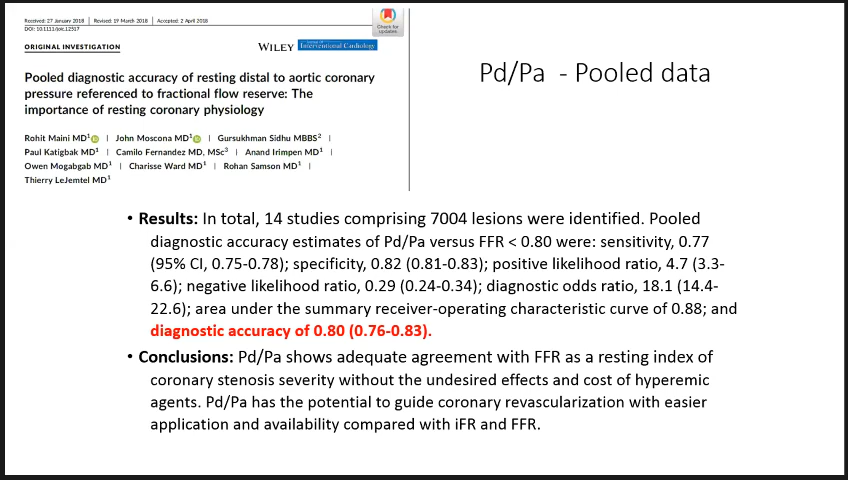 Received: 27 January 2018 | Revised: 19 March 2018 | Accepted: 2 April 2018
DOI: 10.1111/joic.12517
ORIGINAL INVESTIGATION
WILEY Journal of Interventional Cardiology
Check for updates
Pooled diagnostic accuracy of resting distal to aortic coronary
pressure referenced to fractional flow reserve: The
importance of resting coronary physiology
Rohit Maini MD1 | John Moscona MD1 | Gursukhman Sidhu MBBS2 |
Paul Katigbak MD1 | Camilo Fernandez MD, MSc3 | Anand Irimpen MD1 |
Owen Mogabgab MD1 | Charisse Ward MD1 | Rohan Samson MD1 |
Thierry LeJemtel MD1
Pd/Pa - Pooled data
• Results: In total, 14 studies comprising 7004 lesions were identified. Pooled
diagnostic accuracy estimates of Pd/Pa versus FFR < 0.80 were: sensitivity, 0.77
(95% CI, 0.75-0.78); specificity, 0.82 (0.81-0.83); positive likelihood ratio, 4.7 (3.3-
6.6); negative likelihood ratio, 0.29 (0.24-0.34); diagnostic odds ratio, 18.1 (14.4-
22.6); area under the summary receiver-operating characteristic curve of 0.88; and
diagnostic accuracy of 0.80 (0.76-0.83).
• Conclusions: Pd/Pa shows adequate agreement with FFR as a resting index of
coronary stenosis severity without the undesired effects and cost of hyperemic
agents. Pd/Pa has the potential to guide coronary revascularization with easier
application and availability compared with iFR and FFR.